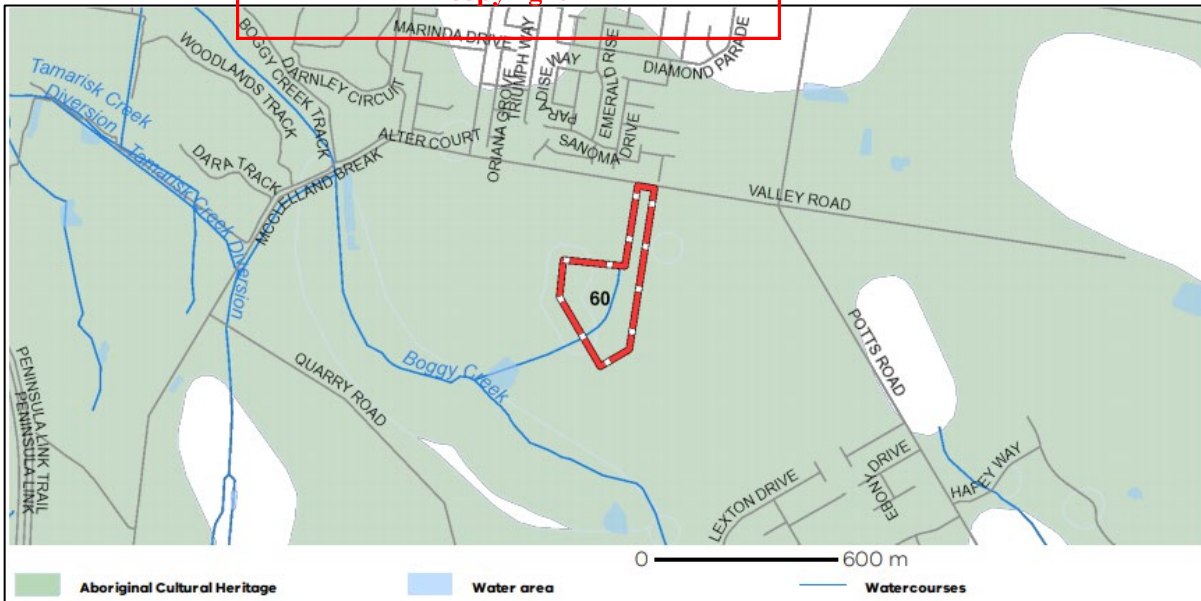 MARINDA DRIVE
TRIUMPH WAY
DIAMOND PARADE
BOGGY CREEK TRACK
WOODLANDS TRACK
DARNLEY CIRCUIT
Tamarisk Creek
Diversion
ORIANA GROVE
PARADISE WAY
EMERALD RISE
ALTER COURT
SANOMA
DRIVE
DARA TRACK
MCCLELLAND BREAK
Tamarisk Creek Diversion
VALLEY ROAD
60
POTTS ROAD
QUARRY ROAD
Boggy Creek
PENINSULA LINK TRAIL
PENINSULA LINK
LEXTON DRIVE
EBONY
DRIVE
HAFEY WAY
0 600 m
Aboriginal Cultural Heritage Water area Watercourses